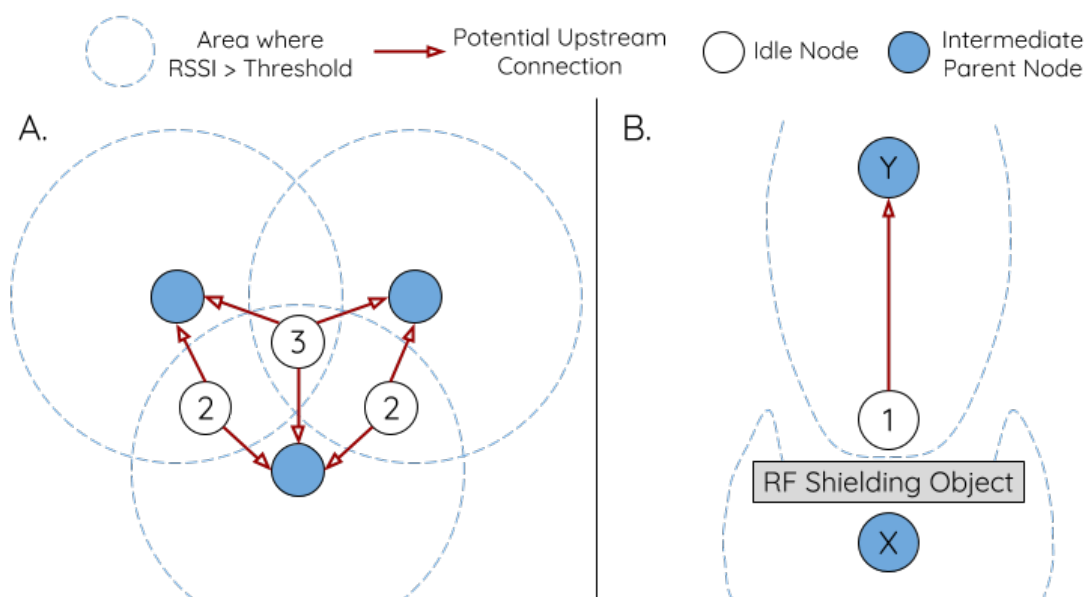 Area where
RSSI > Threshold
Potential Upstream
Connection
Idle Node
Intermediate
Parent Node
A.
B.
Y
3
2
2
1
RF Shielding Object
X